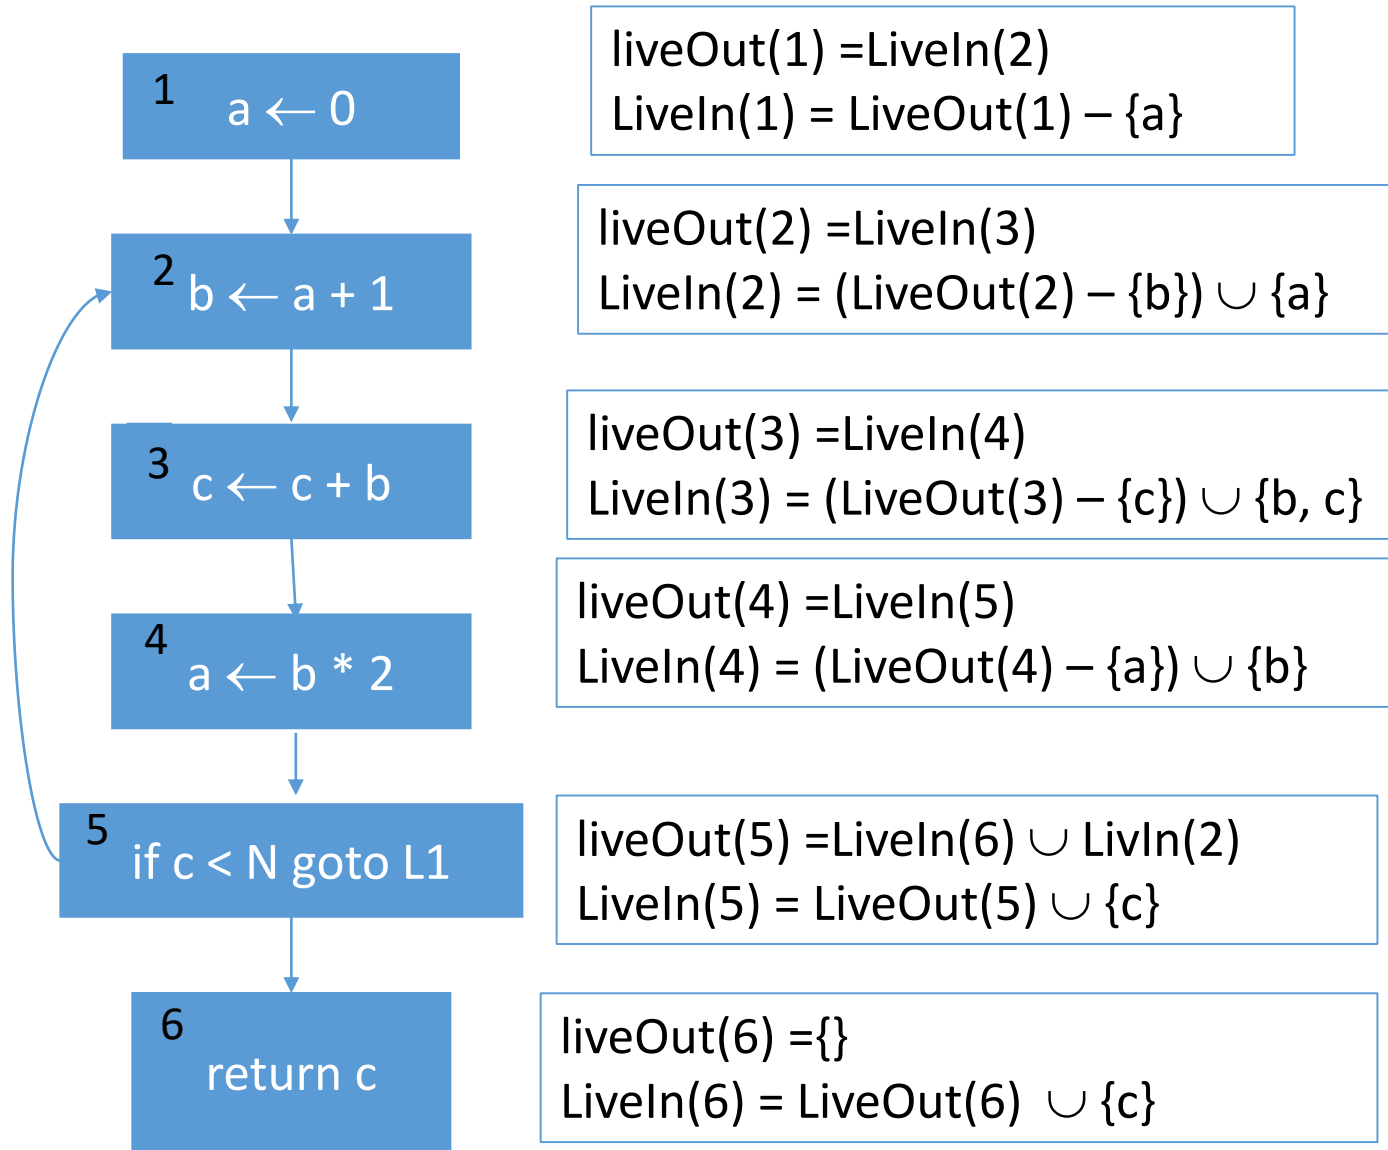 1
a ← 0
liveOut(1) =LiveIn(2)
LiveIn(1) = LiveOut(1) – {a}
2
b ← a + 1
liveOut(2) =LiveIn(3)
LiveIn(2) = (LiveOut(2) – {b}) ∪ {a}
3
c ← c + b
liveOut(3) =LiveIn(4)
LiveIn(3) = (LiveOut(3) – {c}) ∪ {b, c}
4
a ← b * 2
liveOut(4) =LiveIn(5)
LiveIn(4) = (LiveOut(4) – {a}) ∪ {b}
5
if c < N goto L1
liveOut(5) =LiveIn(6) ∪ LivIn(2)
LiveIn(5) = LiveOut(5) ∪ {c}
6
return c
liveOut(6) ={}
LiveIn(6) = LiveOut(6) ∪ {c}